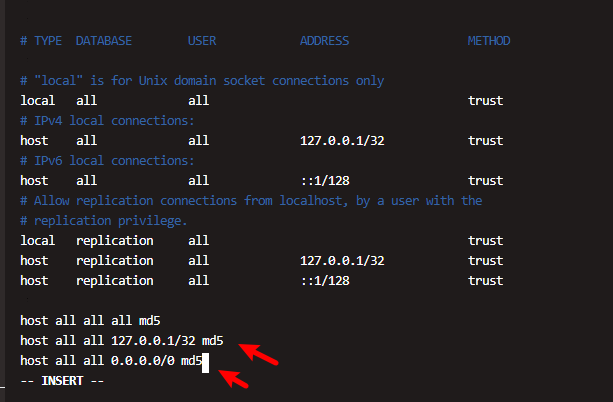 # TYPE  DATABASE        USER            ADDRESS                 METHOD
# "local" is for Unix domain socket connections only
local   all             all                                     trust
# IPv4 local connections:
host    all             all             127.0.0.1/32            trust
# IPv6 local connections:
host    all             all             ::1/128                 trust
# Allow replication connections from localhost, by a user with the
# replication privilege.
local   replication     all                                     trust
host    replication     all             127.0.0.1/32            trust
host    replication     all             ::1/128                 trust
host all all all md5
host all all 127.0.0.1/32 md5
host all all 0.0.0.0/0 md5
-- INSERT --